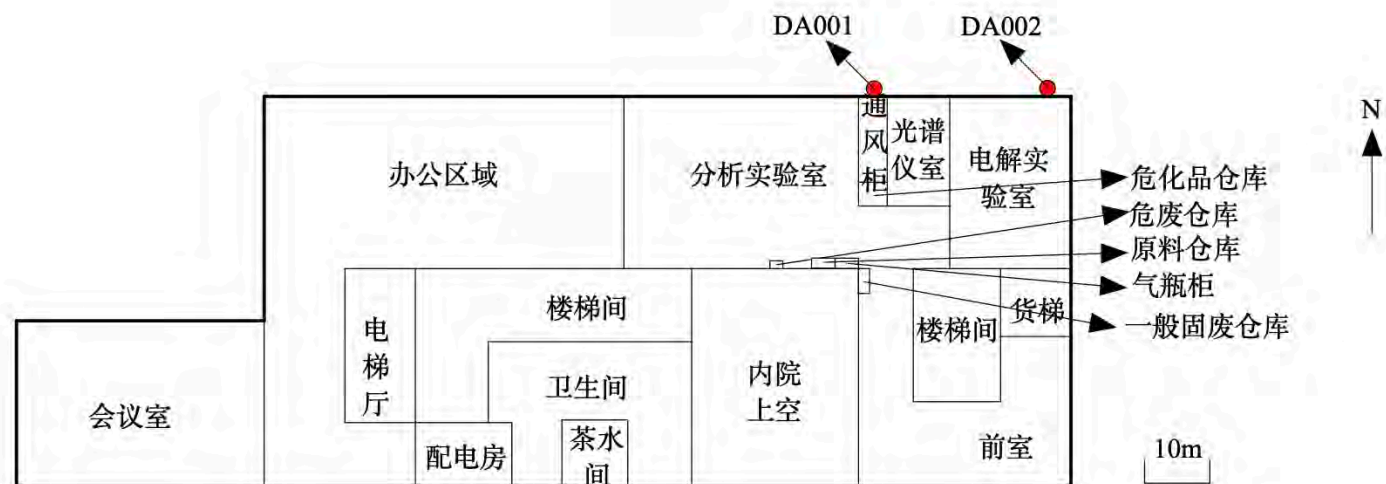 DA001
DA002
N
通
风
柜
光谱
仪室
办公区域
分析实验室
电解实
验室
危化品仓库
危废仓库
原料仓库
气瓶柜
一般固废仓库
楼梯间
货梯
电
梯
厅
楼梯间
卫生间
内院
上空
会议室
配电房
茶水
间
前室
10m